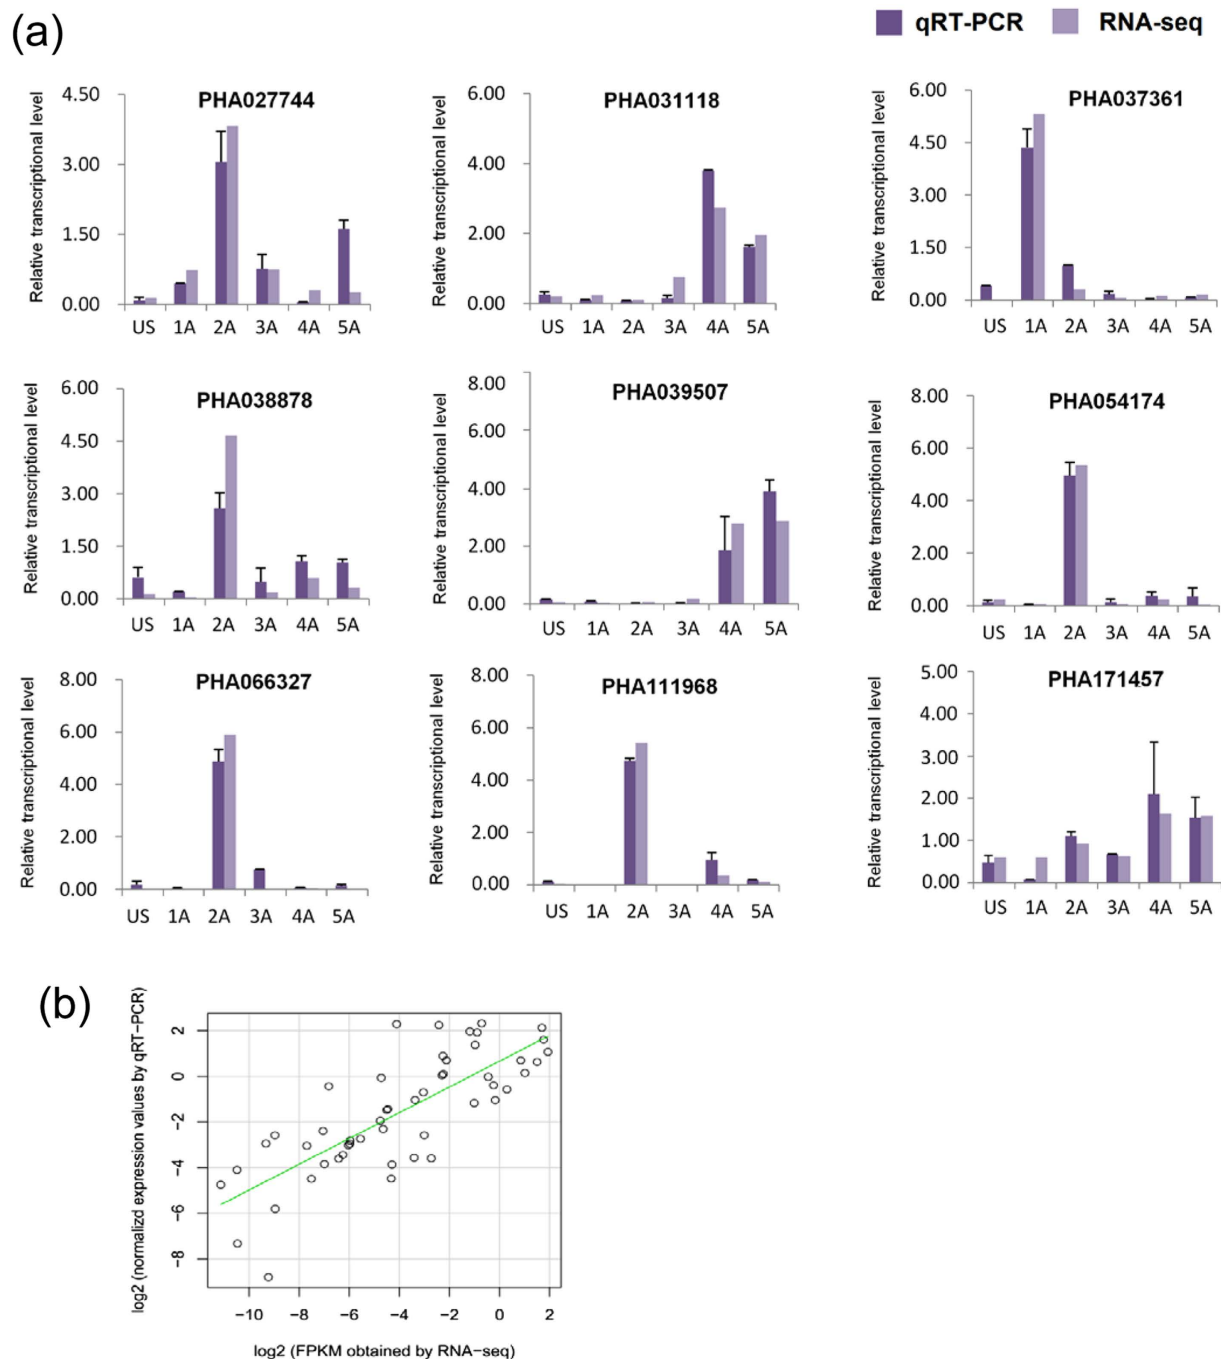 (a)
qRT-PCR RNA-seq
PHA027744
Relative transcriptional level
4.50
3.00
1.50
0.00
US 1A 2A 3A 4A 5A
PHA031118
Relative transcriptional level
6.00
4.00
2.00
0.00
US 1A 2A 3A 4A 5A
PHA037361
Relative transcriptional level
6.00
4.50
3.00
1.50
0.00
US 1A 2A 3A 4A 5A
PHA038878
Relative transcriptional level
6.00
4.50
3.00
1.50
0.00
US 1A 2A 3A 4A 5A
PHA039507
Relative transcriptional level
8.00
6.00
4.00
2.00
0.00
US 1A 2A 3A 4A 5A
PHA054174
Relative transcriptional level
8.00
6.00
4.00
2.00
0.00
US 1A 2A 3A 4A 5A
PHA066327
Relative transcriptional level
8.00
6.00
4.00
2.00
0.00
US 1A 2A 3A 4A 5A
PHA111968
Relative transcriptional level
8.00
6.00
4.00
2.00
0.00
US 1A 2A 3A 4A 5A
PHA171457
Relative transcriptional level
5.00
4.00
3.00
2.00
1.00
0.00
US 1A 2A 3A 4A 5A
(b)
log2 (normalizd expression values by qRT−PCR)
2
0
−2
−4
−6
−8
−10 −8 −6 −4 −2 0 2
log2 (FPKM obtained by RNA−seq)